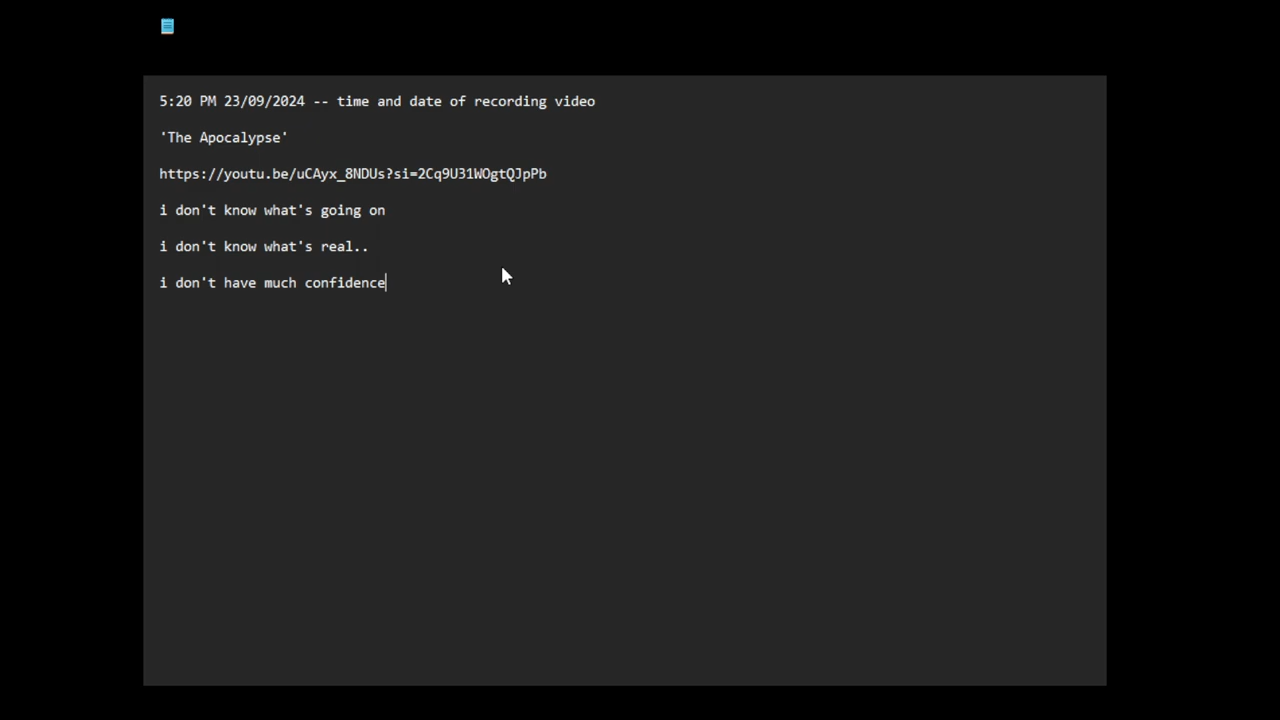 5:20 PM 23/09/2024 -- time and date of recording video
'The Apocalypse'
https://youtu.be/uCAyx_8NDUs?si=2Cq9U31WOgtQJpPb
i don't know what's going on
i don't know what's real..
i don't have much confidence